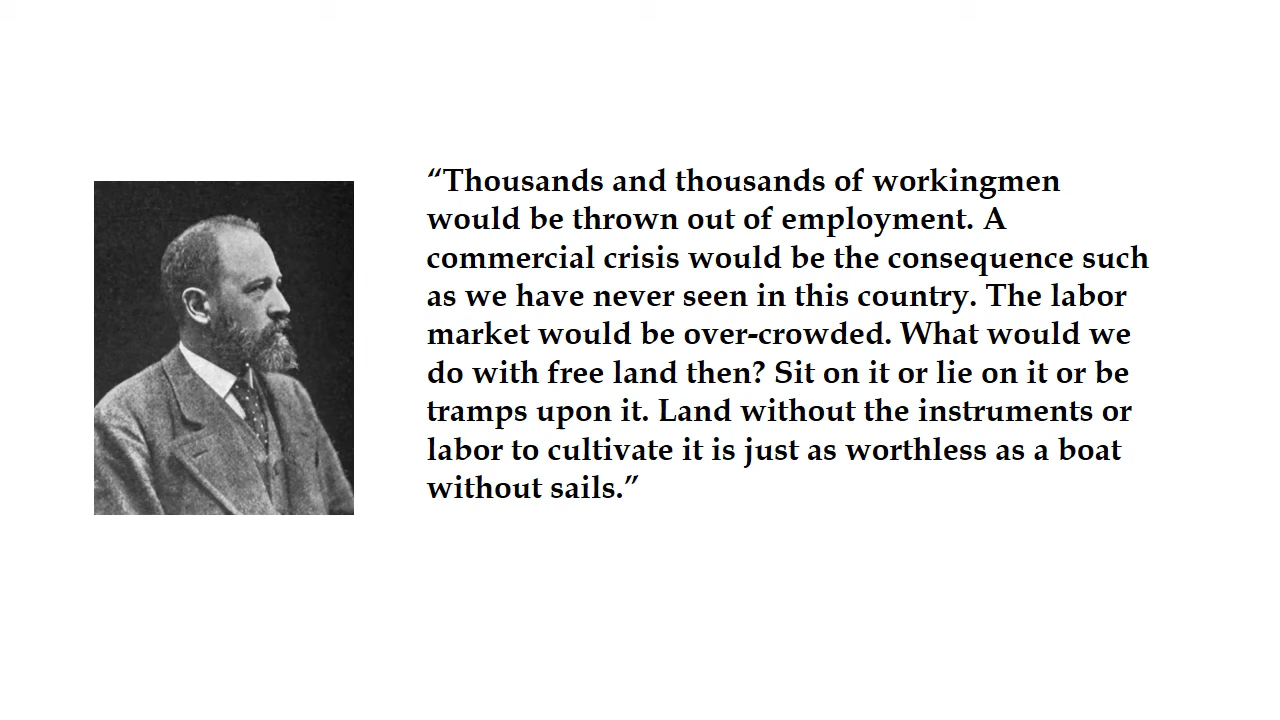 “Thousands and thousands of workingmen
would be thrown out of employment. A
commercial crisis would be the consequence such
as we have never seen in this country. The labor
market would be over-crowded. What would we
do with free land then? Sit on it or lie on it or be
tramps upon it. Land without the instruments or
labor to cultivate it is just as worthless as a boat
without sails.”